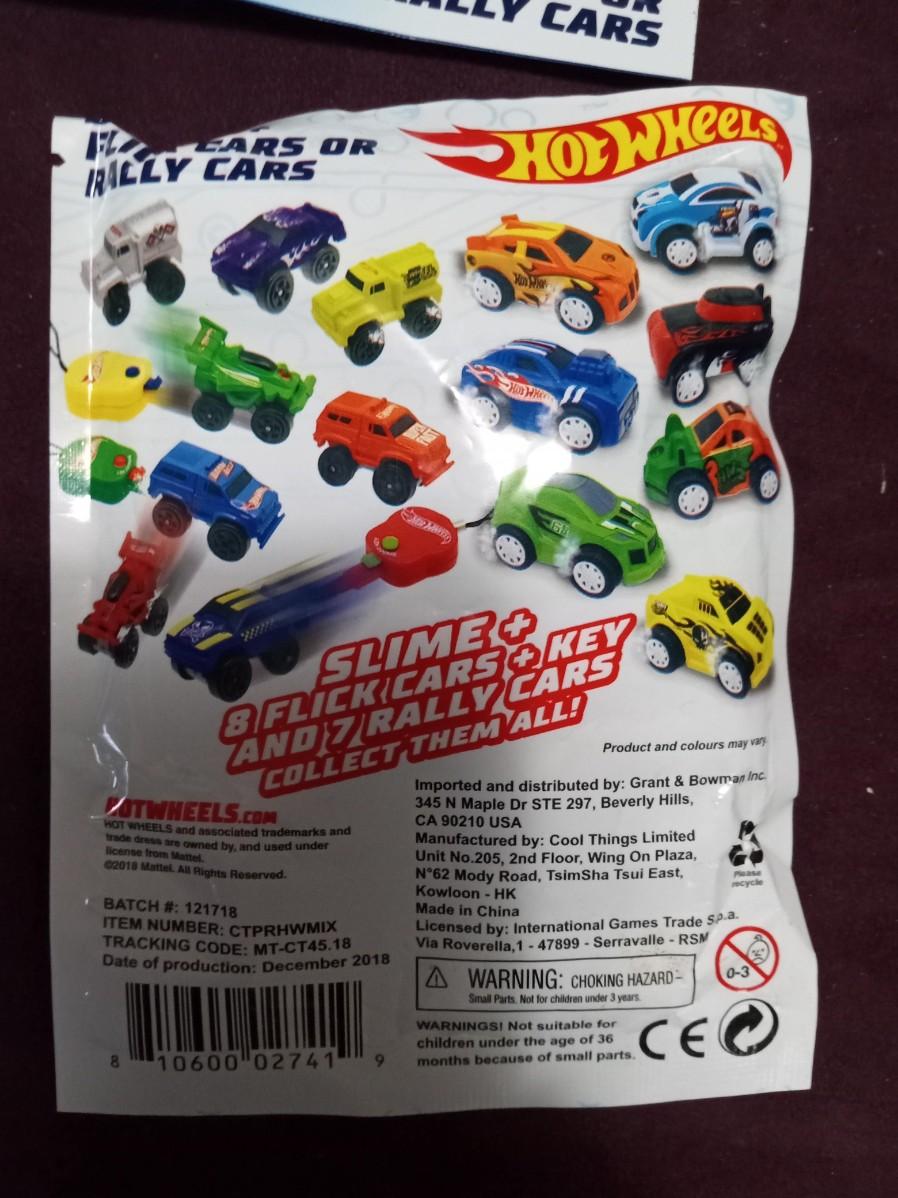 OR
RALLY CARS
CARS OR
RALLY CARS
HOT WHEELS
SLIME +
8 FLICK CARS + KEY
AND 7 RALLY CARS
COLLECT THEM ALL!
Product and colours may vary.
Imported and distributed by: Grant & Bowman Inc.
345 N Maple Dr STE 297, Beverly Hills,
CA 90210 USA
Manufactured by: Cool Things Limited
Unit No.205, 2nd Floor, Wing On Plaza,
N°62 Mody Road, TsimSha Tsui East,
Kowloon - HK
Made in China
Licensed by: International Games Trade S.p.a.
Via Roverella,1 - 47899 - Serravalle - RSM
HOTWHEELS.COM
HOT WHEELS and associated trademarks and
trade dress are owned by, and used under
license from Mattel.
©2018 Mattel. All Rights Reserved.
BATCH #: 121718
ITEM NUMBER: CTPRHWMIX
TRACKING CODE: MT-CT45.18
Date of production: December 2018
8 10600 02741 9
Please
recycle
0-3
WARNING: CHOKING HAZARD-
Small Parts. Not for children under 3 years.
WARNINGS! Not suitable for
children under the age of 36
months because of small parts.
CE